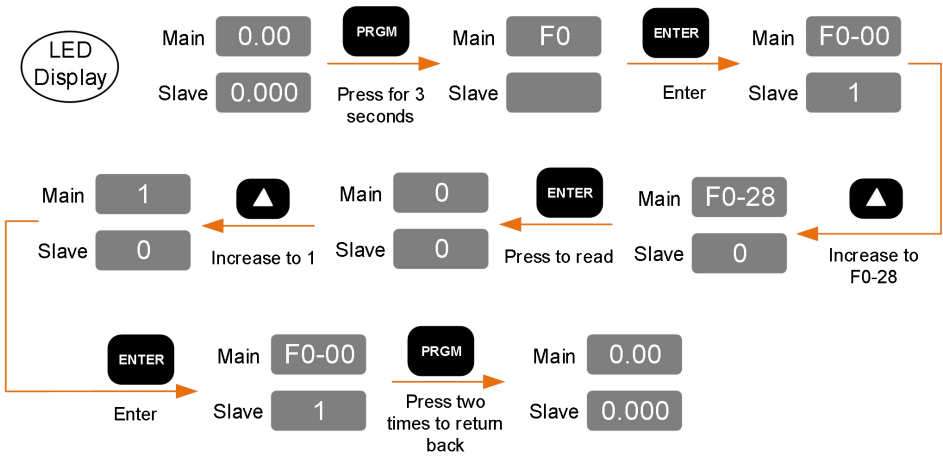 LED
Display
Main 0.00
Slave 0.000
PRGM
Press for 3
seconds
Main F0
Slave
ENTER
Enter
Main F0-00
Slave 1
Increase to
F0-28
Main F0-28
Slave 0
ENTER
Press to read
Main 0
Slave 0
Increase to 1
Main 1
Slave 0
ENTER
Enter
Main F0-00
Slave 1
PRGM
Press two
times to return
back
Main 0.00
Slave 0.000